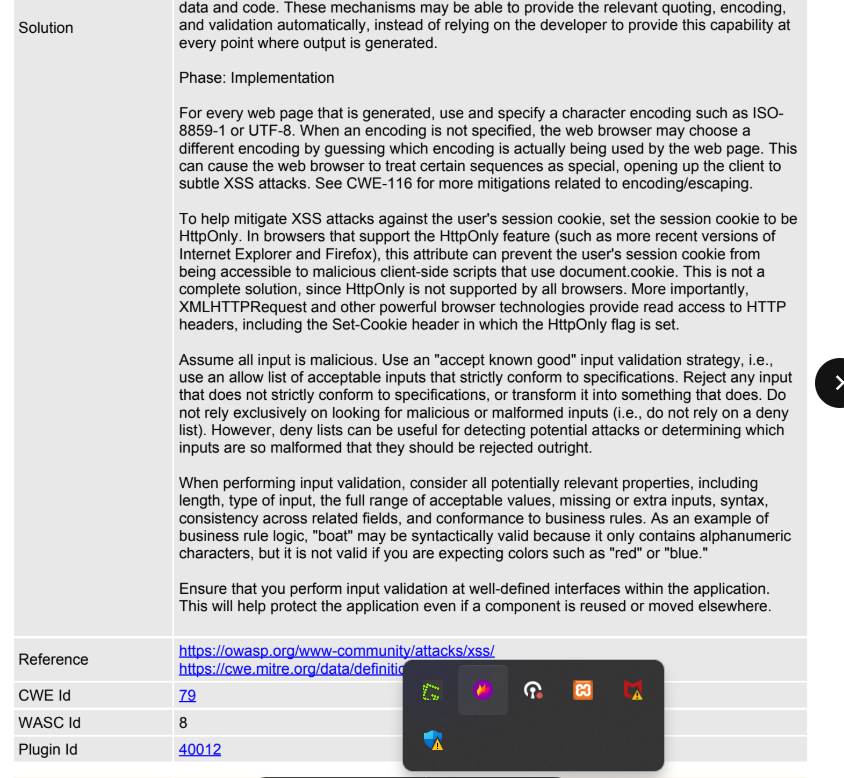 data and code. These mechanisms may be able to provide the relevant quoting, encoding,
Solution
and validation automatically, instead of relying on the developer to provide this capability at
every point where output is generated.
Phase: Implementation
For every web page that is generated, use and specify a character encoding such as ISO-
8859-1 or UTF-8. When an encoding is not specified, the web browser may choose a
different encoding by guessing which encoding is actually being used by the web page. This
can cause the web browser to treat certain sequences as special, opening up the client to
subtle XSS attacks. See CWE-116 for more mitigations related to encoding/escaping.
To help mitigate XSS attacks against the user's session cookie, set the session cookie to be
HttpOnly. In browsers that support the HttpOnly feature (such as more recent versions of
Internet Explorer and Firefox), this attribute can prevent the user's session cookie from
being accessible to malicious client-side scripts that use document.cookie. This is not a
complete solution, since HttpOnly is not supported by all browsers. More importantly,
XMLHTTPRequest and other powerful browser technologies provide read access to HTTP
headers, including the Set-Cookie header in which the HttpOnly flag is set.
Assume all input is malicious. Use an "accept known good" input validation strategy, i.e.,
use an allow list of acceptable inputs that strictly conform to specifications. Reject any input
that does not strictly conform to specifications, or transform it into something that does. Do
not rely exclusively on looking for malicious or malformed inputs (i.e., do not rely on a deny
list). However, deny lists can be useful for detecting potential attacks or determining which
inputs are so malformed that they should be rejected outright.
When performing input validation, consider all potentially relevant properties, including
length, type of input, the full range of acceptable values, missing or extra inputs, syntax,
consistency across related fields, and conformance to business rules. As an example of
business rule logic, "boat" may be syntactically valid because it only contains alphanumeric
characters, but it is not valid if you are expecting colors such as "red" or "blue."
Ensure that you perform input validation at well-defined interfaces within the application.
This will help protect the application even if a component is reused or moved elsewhere.
Reference
https://owasp.org/www-community/attacks/xss/
https://cwe.mitre.org/data/definitio
CWE Id
79
WASC Id
8
Plugin Id
40012